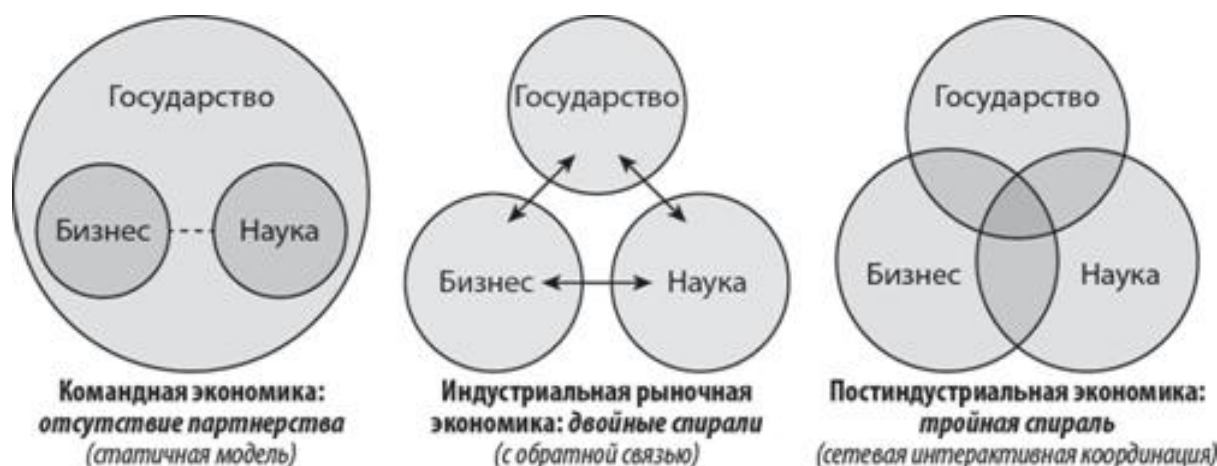 Государство
Бизнес
Наука
Командная экономика:
отсутствие партнерства
(статичная модель)
Государство
Бизнес
Наука
Индустриальная рыночная
экономика: двойные спирали
(с обратной связью)
Государство
Бизнес
Наука
Постиндустриальная экономика:
тройная спираль
(сетевая интерактивная координация)